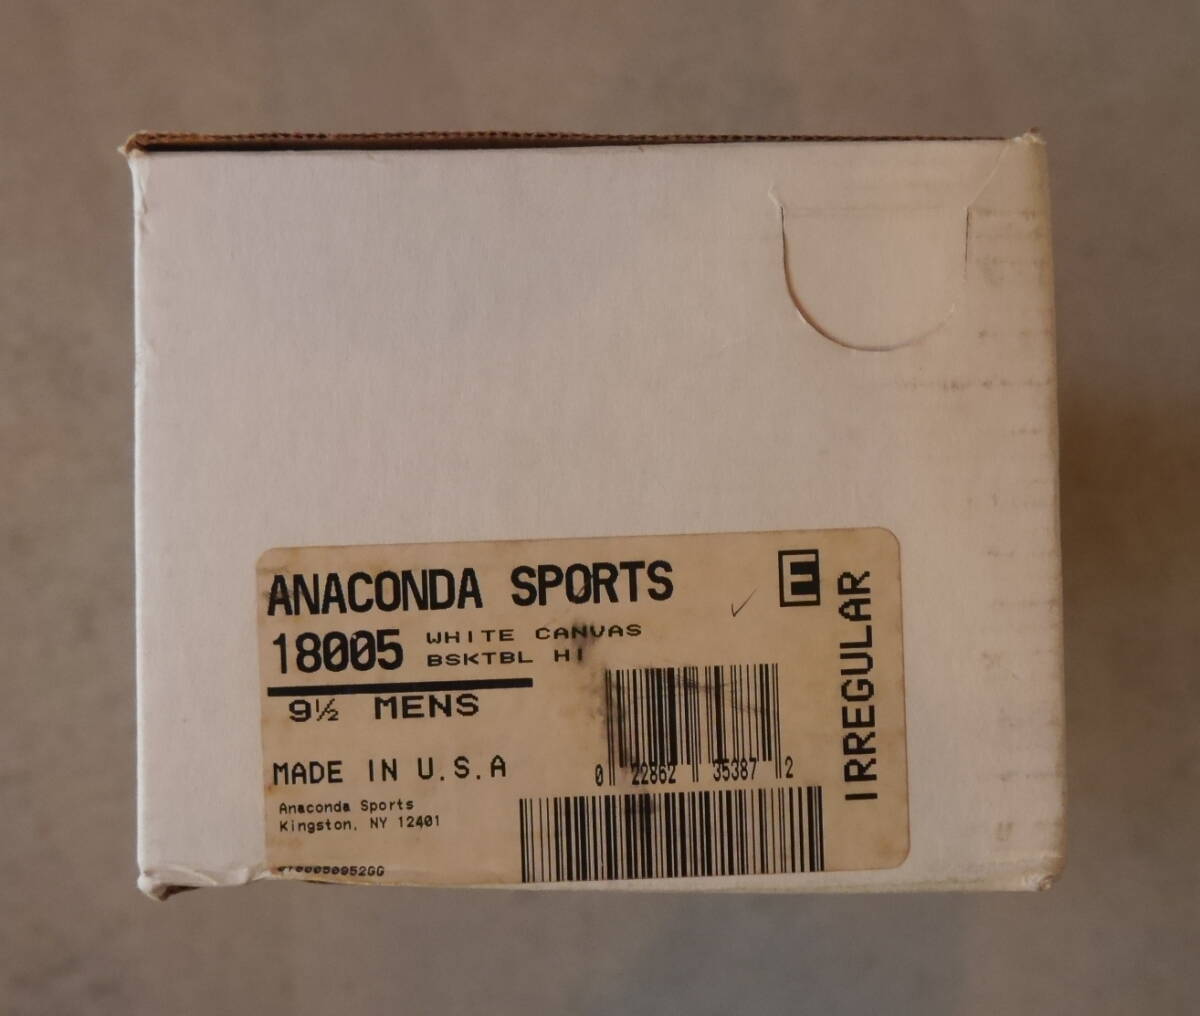 ANACONDA SPORTS
E
18005 WHITE CANVAS
BSKTBL HI
9½ MENS
IRREGULAR
MADE IN U.S.A
0 22862 35387 2
Anaconda Sports
Kingston, NY 12401